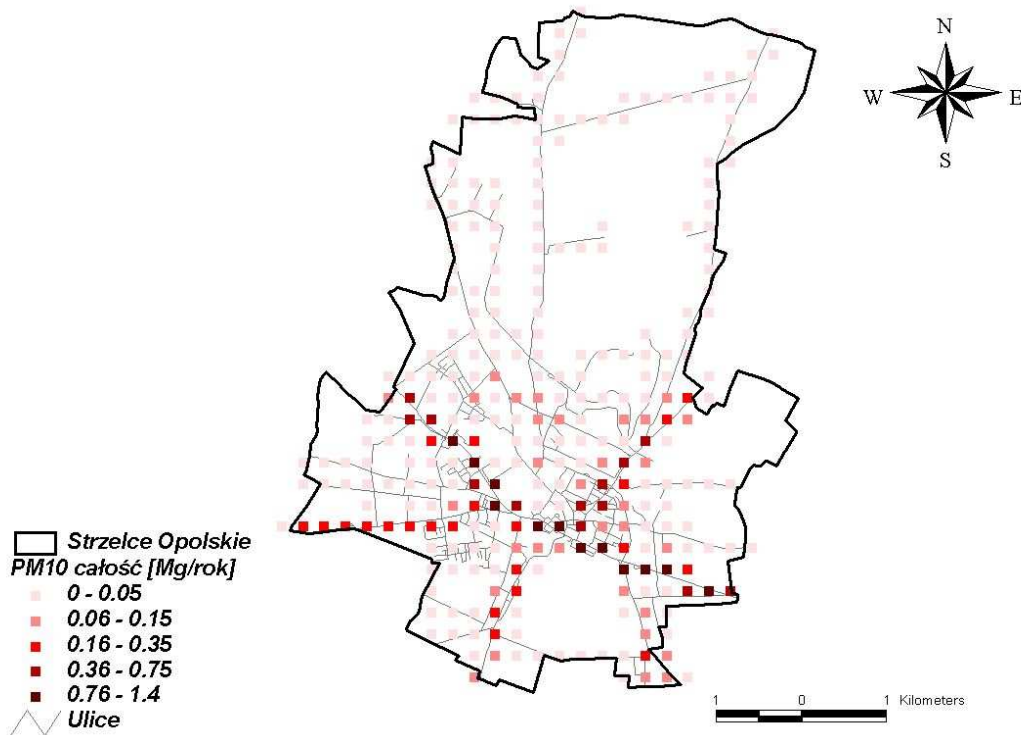 N
W
E
S
Strzelce Opolskie
PM10 całość [Mg/rok]
0 - 0.05
0.06 - 0.15
0.16 - 0.35
0.36 - 0.75
0.76 - 1.4
Ulice
1 0 1 Kilometers